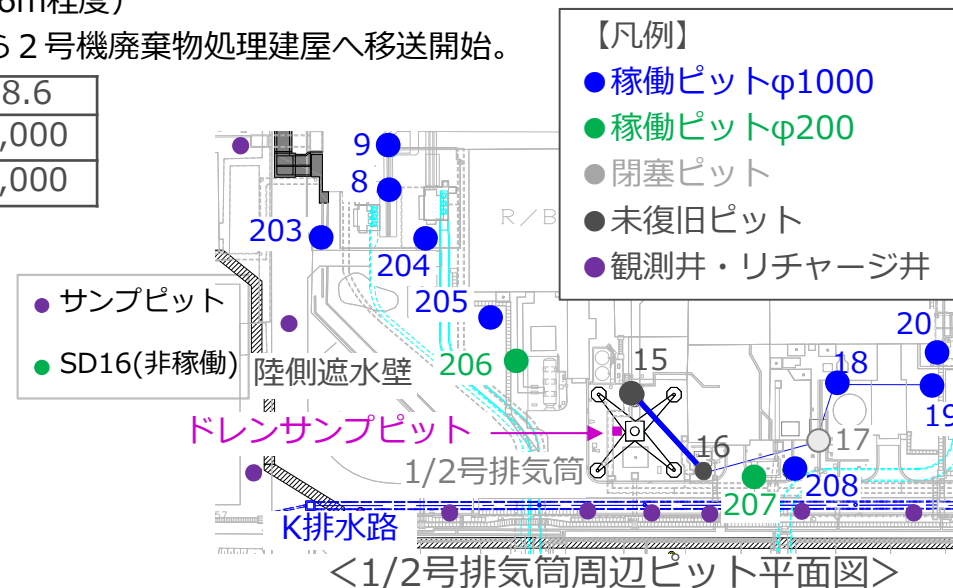 6m程度）
２号機廃棄物処理建屋へ移送開始。
8.6
,000
,000
【凡例】
稼働ピットφ1000
稼働ピットφ200
閉塞ピット
未復旧ピット
観測井・リチャージ井
サンプピット
SD16(非稼働)
9
8
203
204
R/B
205
206
陸側遮水壁
15
20
18
19
ドレンサンプピット
16
17
1/2号排気筒
207
208
K排水路
＜1/2号排気筒周辺ピット平面図＞